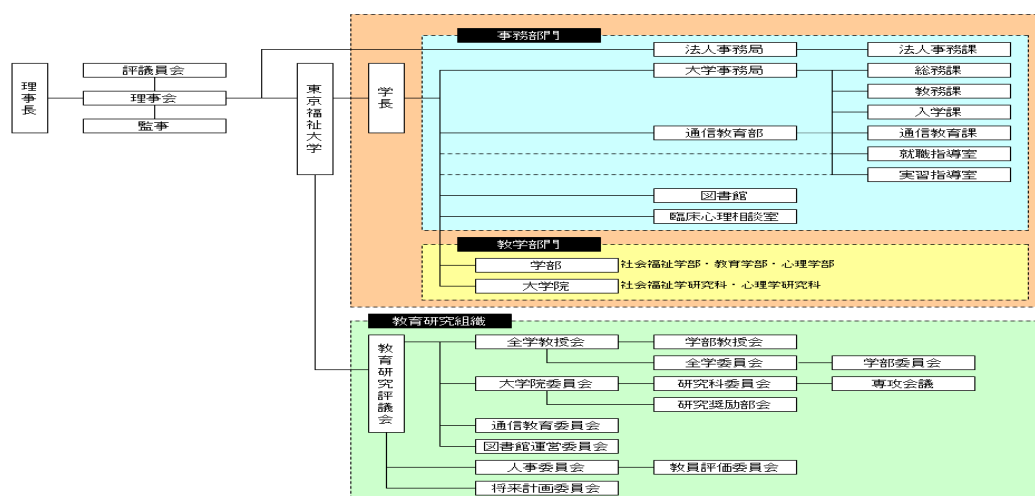 事務部門
法人事務局
法人事務課
理事長
評議員会
理事会
監事
東京福祉大学
学長
大学事務局
総務課
教務課
入学課
通信教育部
通信教育課
就職指導室
実習指導室
図書館
臨床心理相談室
教学部門
学部
社会福祉学部・教育学部・心理学部
大学院
社会福祉学研究科・心理学研究科
教育研究組織
教育研究評議会
全学教授会
学部教授会
全学委員会
学部委員会
大学院委員会
研究科委員会
専攻会議
研究奨励部会
通信教育委員会
図書館運営委員会
人事委員会
教員評価委員会
将来計画委員会